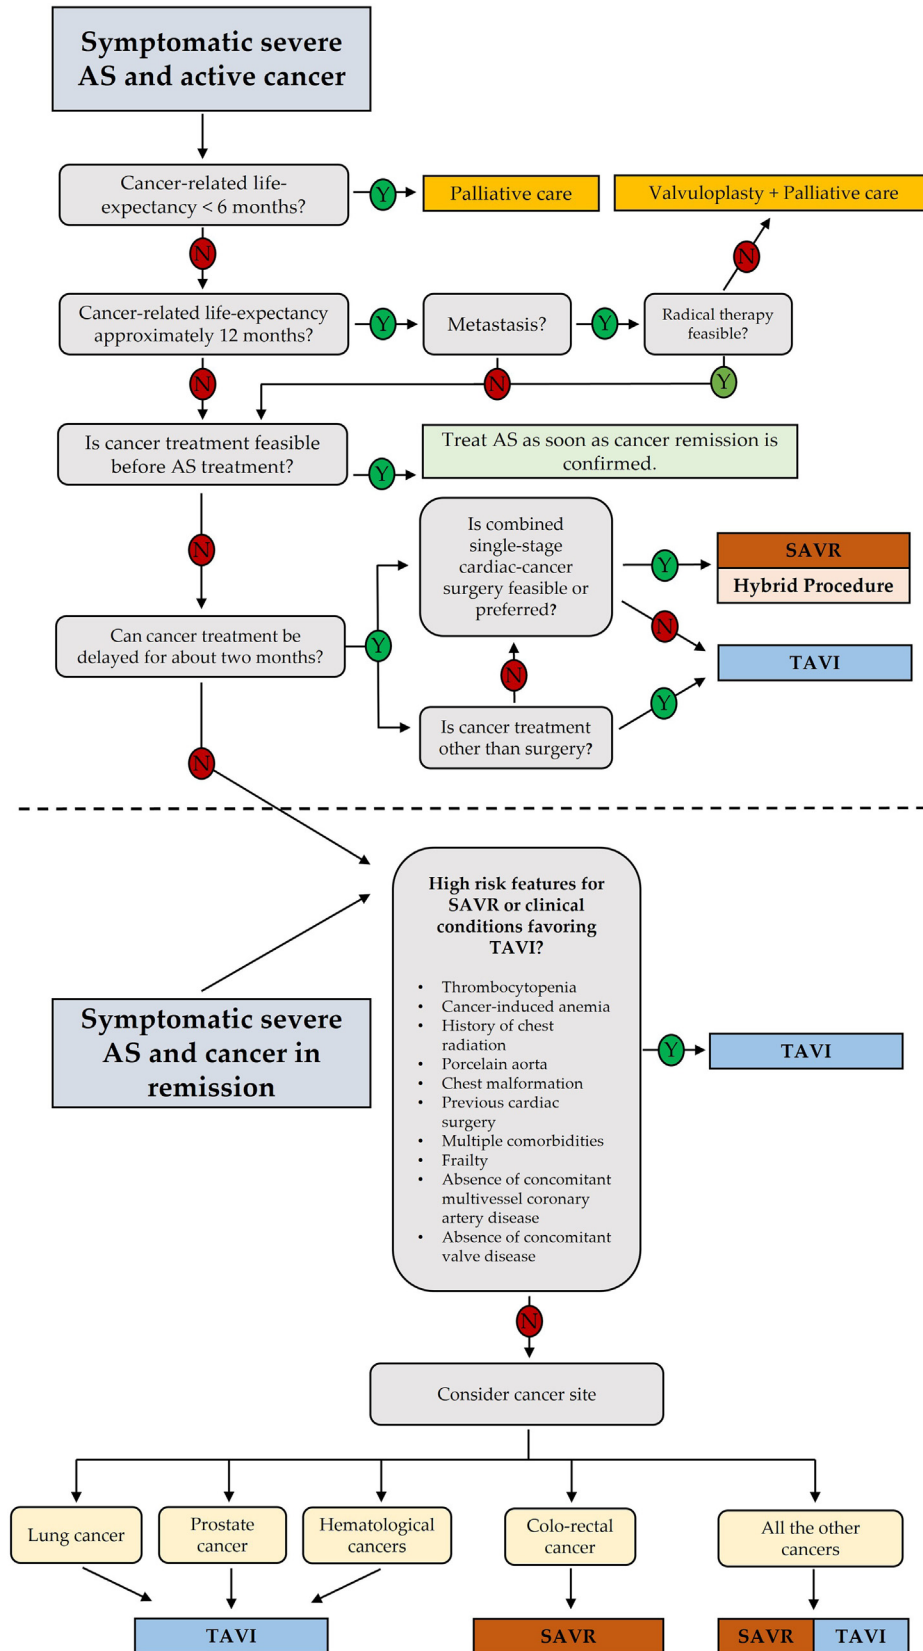 Symptomatic severe
AS and active cancer
Cancer-related life-
expectancy < 6 months?
Y
Palliative care
Valvuloplasty + Palliative care
N
N
Cancer-related life-expectancy
approximately 12 months?
Y
Metastasis?
Y
Radical therapy
feasible?
N
N
Y
Is cancer treatment feasible
before AS treatment?
Y
Treat AS as soon as cancer remission is
confirmed.
N
Is combined
single-stage
cardiac-cancer
surgery feasible or
preferred?
Y
SAVR
Hybrid Procedure
Can cancer treatment be
delayed for about two months?
Y
N
TAVI
N
Is cancer treatment
other than surgery?
Y
N
High risk features for
SAVR or clinical
conditions favoring
TAVI?
• Thrombocytopenia
• Cancer-induced anemia
• History of chest
radiation
• Porcelain aorta
• Chest malformation
• Previous cardiac
surgery
• Multiple comorbidities
• Frailty
• Absence of concomitant
multivessel coronary
artery disease
• Absence of concomitant
valve disease
Symptomatic severe
AS and cancer in
remission
Y
TAVI
N
Consider cancer site
Lung cancer
Prostate
cancer
Hematological
cancers
Colo-rectal
cancer
All the other
cancers
TAVI
SAVR
SAVR
TAVI